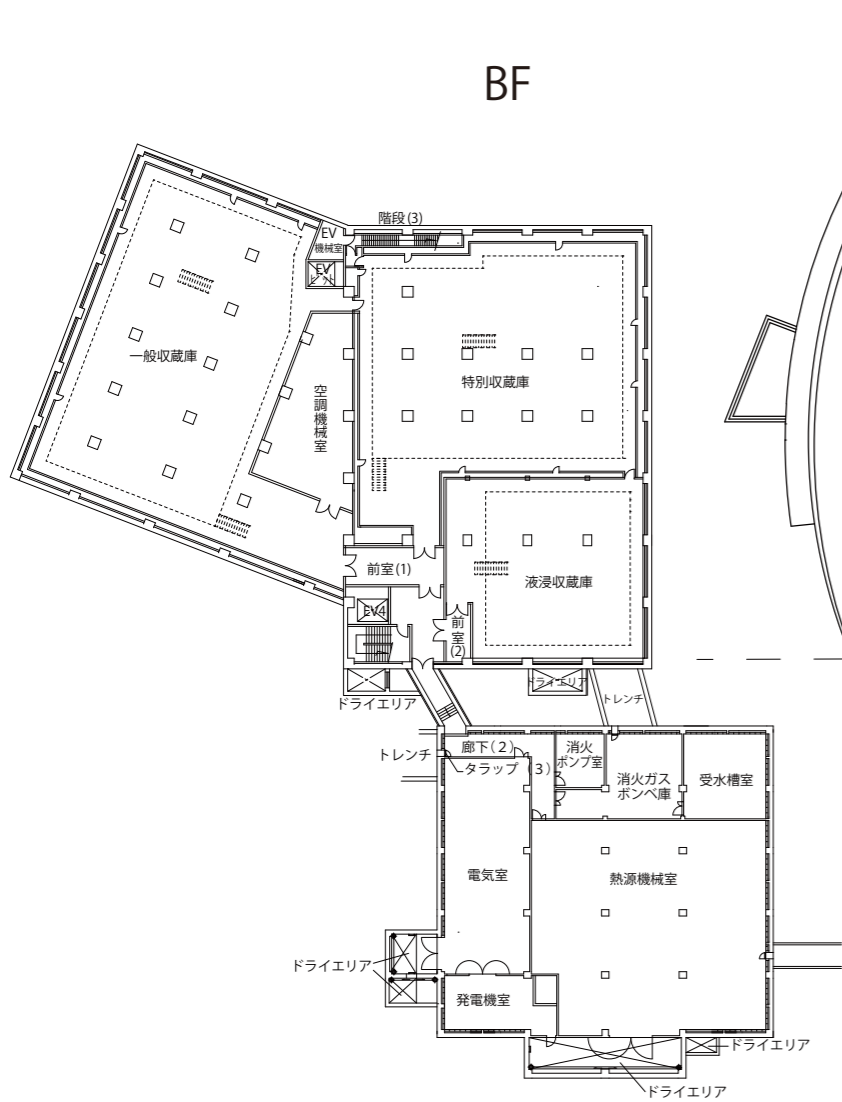 BF
階段(3)
EV
機械室
EV
ピット
一般収蔵庫
特別収蔵庫
空調機械室
前室(1)
液浸収蔵庫
EV4
前室(2)
ドライエリア
ドライエリア
トレンチ
トレンチ
廊下(2)
タラップ(3)
消火
ポンプ室
消火ガス
ボンベ庫
受水槽室
電気室
熱源機械室
ドライエリア
発電機室
ドライエリア
ドライエリア